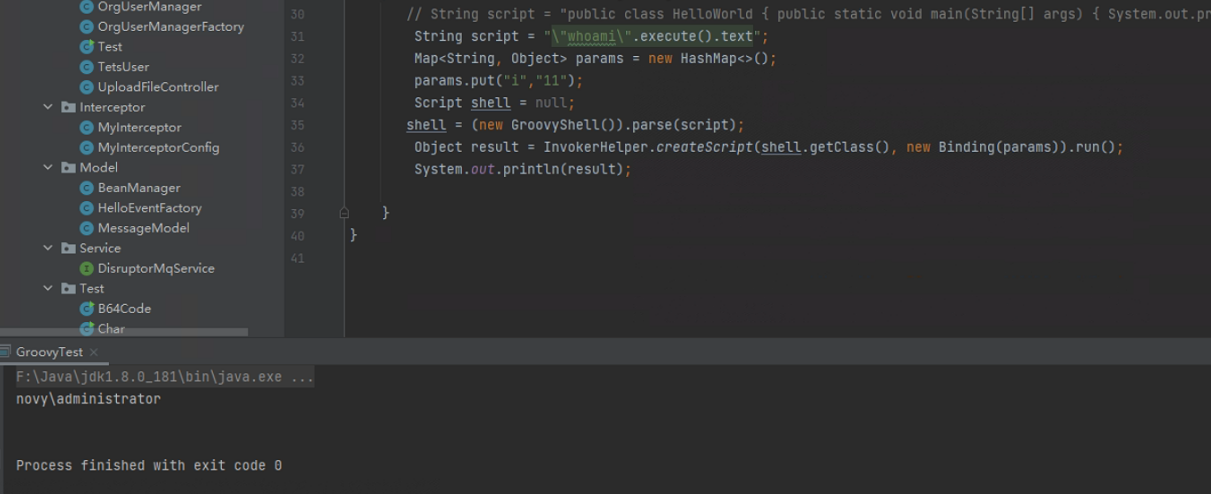 OrgUserManager
OrgUserManagerFactory
Test
TetsUser
UploadFileController
Interceptor
MyInterceptor
MyInterceptorConfig
Model
BeanManager
HelloEventFactory
MessageModel
Service
DisruptorMqService
Test
B64Code
Char
30 // String script = "public class HelloWorld { public static void main(String[] args) { System.out.pr
31 String script = "\"whoami\".execute().text";
32 Map<String, Object> params = new HashMap<>();
33 params.put("i","11");
34 Script shell = null;
35 shell = (new GroovyShell()).parse(script);
36 Object result = InvokerHelper.createScript(shell.getClass(), new Binding(params)).run();
37 System.out.println(result);
38
39 }
40 }
41
GroovyTest ×
F:\Java\jdk1.8.0_181\bin\java.exe ...
novy\administrator
Process finished with exit code 0